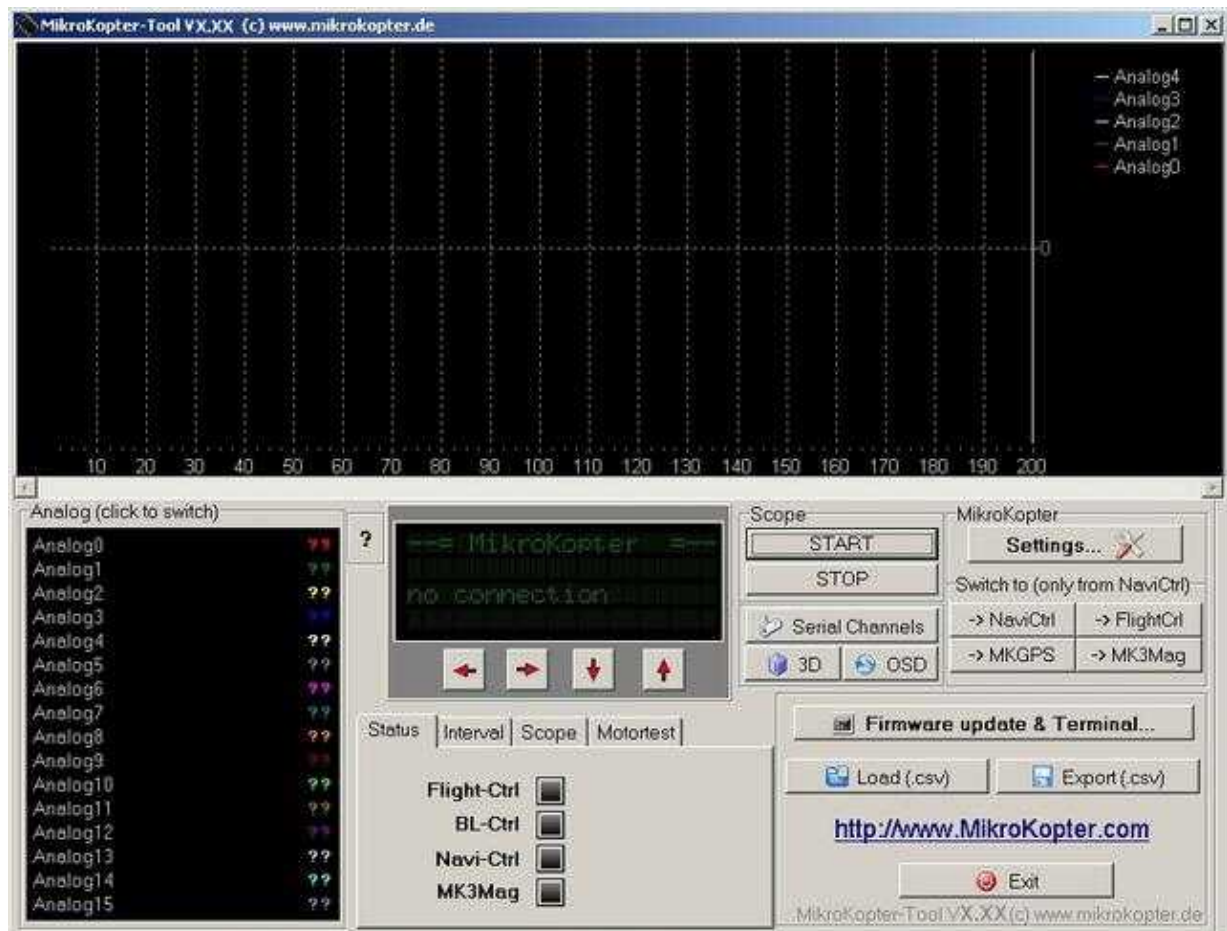 MikroKopter-Tool VX.XX (c) www.mikrokopter.de
Analog4
Analog3
Analog2
Analog1
Analog0
0
10 20 30 40 50 60 70 80 90 100 110 120 130 140 150 160 170 180 190 200
Analog (click to switch)
Analog0 ??
Analog1 ??
Analog2 ??
Analog3 ??
Analog4 ??
Analog5 ??
Analog6 ??
Analog7 ??
Analog8 ??
Analog9 ??
Analog10 ??
Analog11 ??
Analog12 ??
Analog13 ??
Analog14 ??
Analog15 ??
?
--= MikroKopter =--
no connection
Scope
START
STOP
Serial Channels
3D
OSD
MikroKopter
Settings...
Switch to (only from NaviCtrl)
-> NaviCtrl
-> FlightCrl
-> MKGPS
-> MK3Mag
Status
Interval
Scope
Motortest
Flight-Ctrl
BL-Ctrl
Navi-Ctrl
MK3Mag
Firmware update & Terminal...
Load (.csv)
Export (.csv)
http://www.MikroKopter.com
Exit
MikroKopter-Tool VX.XX (c) www.mikrokopter.de